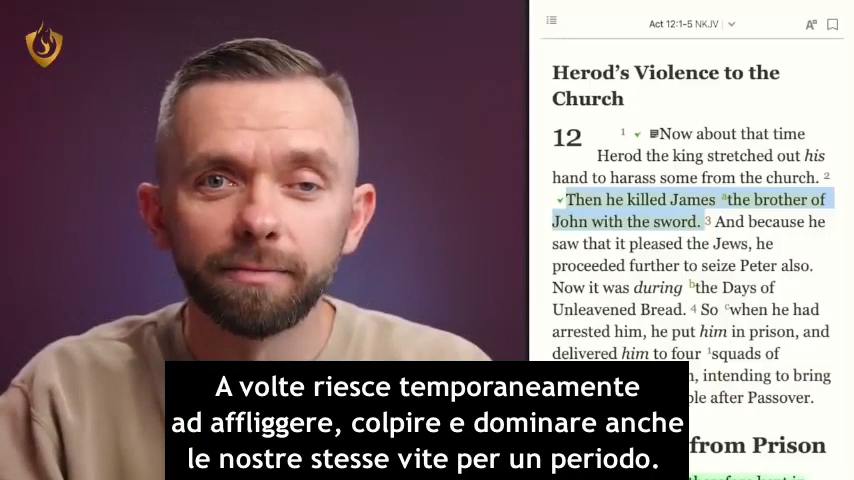 Act 12:1-5 NKJV
Herod's Violence to the
Church
12 1 Now about that time
Herod the king stretched out his
hand to harass some from the church. 2
Then he killed James a the brother of
John with the sword. 3 And because he
saw that it pleased the Jews, he
proceeded further to seize Peter also.
Now it was during b the Days of
Unleavened Bread. 4 So c when he had
arrested him, he put him in prison, and
delivered him to four 1 squads of
intending to bring
after Passover.
from Prison
A volte riesce temporaneamente
ad affliggere, colpire e dominare anche
le nostre stesse vite per un periodo.